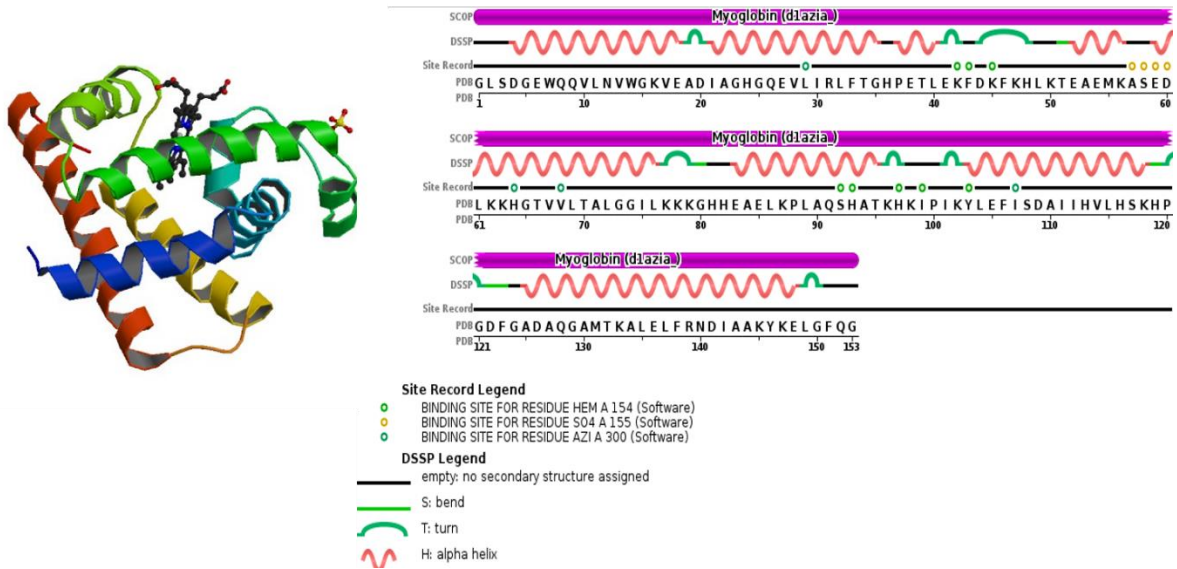 SCOP Myoglobin (d1azia_)
DSSP
Site Record
PDB GLSDGEWQQVLNVWGKVEADIAGHGQEVLIRLFTGHPETLEKFDKFKHLKTEAEMKASED
PDB 1 10 20 30 40 50 60
SCOP Myoglobin (d1azia_)
DSSP
Site Record
PDB LKKHGTVVLTALGGILKKKGHHEAELKPLAQSHATKHKIPIKYLEFISDAIIHVLHSKHP
PDB 61 70 80 90 100 110 120
SCOP Myoglobin (d1azia_)
DSSP
Site Record
PDB GDFGADAQGAMTKALELFRNDIAAKYKELGFQG
PDB 121 130 140 150 153
Site Record Legend
BINDING SITE FOR RESIDUE HEM A 154 (Software)
BINDING SITE FOR RESIDUE SO4 A 155 (Software)
BINDING SITE FOR RESIDUE AZI A 300 (Software)
DSSP Legend
empty: no secondary structure assigned
S: bend
T: turn
H: alpha helix